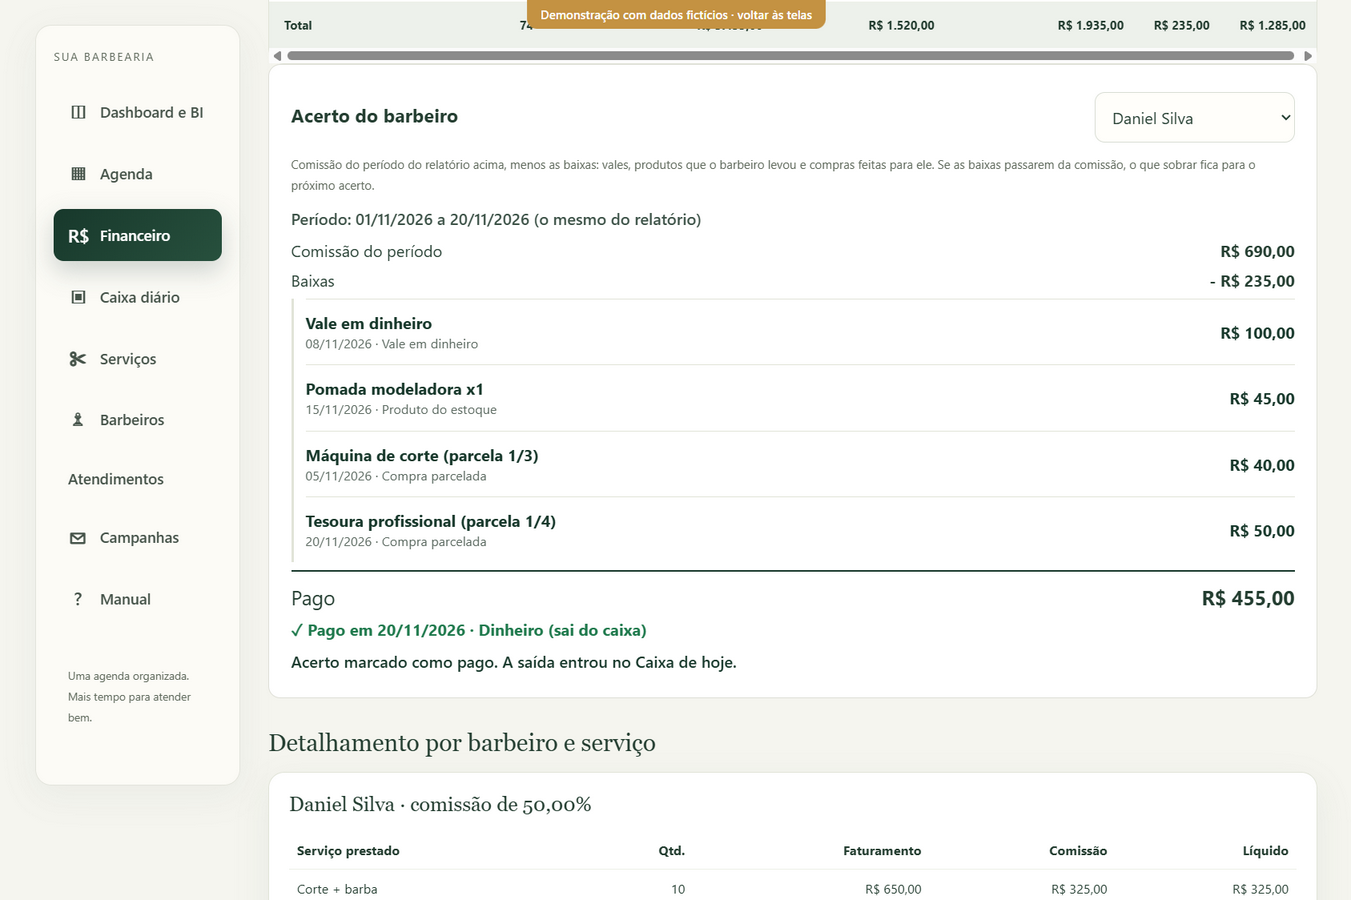 Demonstração com dados fictícios · voltar às telas
Total
R$ 1.520,00
R$ 1.935,00
R$ 235,00
R$ 1.285,00
SUA BARBEARIA
Dashboard e BI
Agenda
R$ Financeiro
Caixa diário
Serviços
Barbeiros
Atendimentos
Campanhas
? Manual
Uma agenda organizada.
Mais tempo para atender
bem.
Acerto do barbeiro
Daniel Silva
Comissão do período do relatório acima, menos as baixas: vales, produtos que o barbeiro levou e compras feitas para ele. Se as baixas passarem da comissão, o que sobrar fica para o
próximo acerto.
Período: 01/11/2026 a 20/11/2026 (o mesmo do relatório)
Comissão do período R$ 690,00
Baixas - R$ 235,00
Vale em dinheiro
08/11/2026 · Vale em dinheiro
R$ 100,00
Pomada modeladora x1
15/11/2026 · Produto do estoque
R$ 45,00
Máquina de corte (parcela 1/3)
05/11/2026 · Compra parcelada
R$ 40,00
Tesoura profissional (parcela 1/4)
20/11/2026 · Compra parcelada
R$ 50,00
Pago R$ 455,00
✓ Pago em 20/11/2026 · Dinheiro (sai do caixa)
Acerto marcado como pago. A saída entrou no Caixa de hoje.
Detalhamento por barbeiro e serviço
Daniel Silva · comissão de 50,00%
Serviço prestado Qtd. Faturamento Comissão Líquido
Corte + barba 10 R$ 650,00 R$ 325,00 R$ 325,00